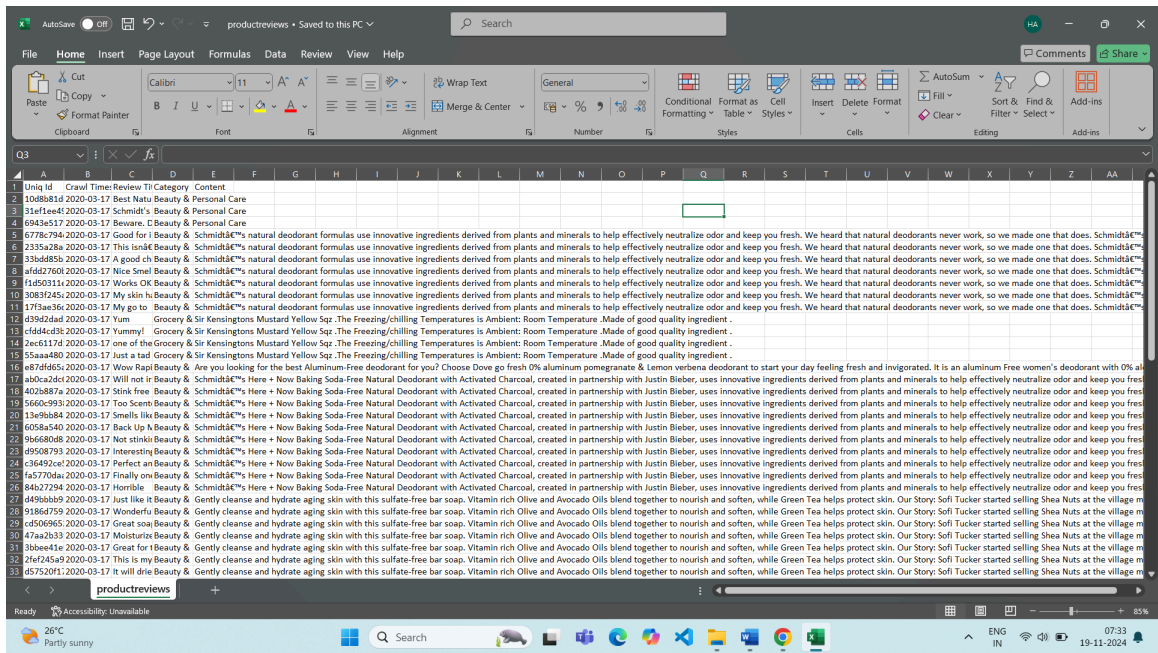 AutoSave Off productreviews • Saved to this PC Search HA
File Home Insert Page Layout Formulas Data Review View Help Comments Share
Paste Cut Copy Format Painter Clipboard
Calibri 11 B I U Font
Wrap Text Merge & Center Alignment
General % Number
Conditional Formatting Format as Table Cell Styles Styles
Insert Delete Format Cells
AutoSum Fill Clear Sort & Filter Find & Select Editing
Add-ins Add-ins
Q3 fx
A B C D E F G H I J K L M N O P Q R S T U V W X Y Z AA
1 Uniq Id Crawl Time Review Ti Category Content
2 10d8b81d 2020-03-17 Best Natu Beauty & Personal Care
3 31ef1ee4 2020-03-17 Schmidt's Beauty & Personal Care
4 6943e517 2020-03-17 Beware. D Beauty & Personal Care
5 6778c794 2020-03-17 Good for i Beauty & Schmidtâ€™s natural deodorant formulas use innovative ingredients derived from plants and minerals to help effectively neutralize odor and keep you fresh. We heard that natural deodorants never work, so we made one that does. Schmidtâ€™s
6 2335a28a 2020-03-17 This isnâ€ Beauty & Schmidtâ€™s natural deodorant formulas use innovative ingredients derived from plants and minerals to help effectively neutralize odor and keep you fresh. We heard that natural deodorants never work, so we made one that does. Schmidtâ€™s
7 33bdd85b 2020-03-17 A good ch Beauty & Schmidtâ€™s natural deodorant formulas use innovative ingredients derived from plants and minerals to help effectively neutralize odor and keep you fresh. We heard that natural deodorants never work, so we made one that does. Schmidtâ€™s
8 afdd2760 2020-03-17 Nice Smel Beauty & Schmidtâ€™s natural deodorant formulas use innovative ingredients derived from plants and minerals to help effectively neutralize odor and keep you fresh. We heard that natural deodorants never work, so we made one that does. Schmidtâ€™s
9 f1d50311 2020-03-17 Works OK Beauty & Schmidtâ€™s natural deodorant formulas use innovative ingredients derived from plants and minerals to help effectively neutralize odor and keep you fresh. We heard that natural deodorants never work, so we made one that does. Schmidtâ€™s
10 3083f245 2020-03-17 My skin ha Beauty & Schmidtâ€™s natural deodorant formulas use innovative ingredients derived from plants and minerals to help effectively neutralize odor and keep you fresh. We heard that natural deodorants never work, so we made one that does. Schmidtâ€™s
11 17f3ae36 2020-03-17 My go to Beauty & Schmidtâ€™s natural deodorant formulas use innovative ingredients derived from plants and minerals to help effectively neutralize odor and keep you fresh. We heard that natural deodorants never work, so we made one that does. Schmidtâ€™s
12 d39d2dad 2020-03-17 Yum Grocery & Sir Kensingtons Mustard Yellow Sqz .The Freezing/chilling Temperatures is Ambient: Room Temperature .Made of good quality ingredient .
13 cfdd4cd3 2020-03-17 Yummy! Grocery & Sir Kensingtons Mustard Yellow Sqz .The Freezing/chilling Temperatures is Ambient: Room Temperature .Made of good quality ingredient .
14 2ec6117d 2020-03-17 one of the Grocery & Sir Kensingtons Mustard Yellow Sqz .The Freezing/chilling Temperatures is Ambient: Room Temperature .Made of good quality ingredient .
15 55aaa480 2020-03-17 Just a tad Grocery & Sir Kensingtons Mustard Yellow Sqz .The Freezing/chilling Temperatures is Ambient: Room Temperature .Made of good quality ingredient .
16 e87dfd65 2020-03-17 Wow Rapi Beauty & Are you looking for the best Aluminum-Free deodorant for you? Choose Dove go fresh 0% aluminum pomegranate & Lemon verbena deodorant to start your day feeling fresh and invigorated. It is an aluminum Free women's deodorant with 0% al
17 ab0ca2dc 2020-03-17 Will not ir Beauty & Schmidtâ€™s Here + Now Baking Soda-Free Natural Deodorant with Activated Charcoal, created in partnership with Justin Bieber, uses innovative ingredients derived from plants and minerals to help effectively neutralize odor and keep you fres
18 402b887a 2020-03-17 Stink free Beauty & Schmidtâ€™s Here + Now Baking Soda-Free Natural Deodorant with Activated Charcoal, created in partnership with Justin Bieber, uses innovative ingredients derived from plants and minerals to help effectively neutralize odor and keep you fres
19 5660c993 2020-03-17 Too Scent Beauty & Schmidtâ€™s Here + Now Baking Soda-Free Natural Deodorant with Activated Charcoal, created in partnership with Justin Bieber, uses innovative ingredients derived from plants and minerals to help effectively neutralize odor and keep you fres
20 13e9bb84 2020-03-17 Smells like Beauty & Schmidtâ€™s Here + Now Baking Soda-Free Natural Deodorant with Activated Charcoal, created in partnership with Justin Bieber, uses innovative ingredients derived from plants and minerals to help effectively neutralize odor and keep you fres
21 6058a540 2020-03-17 Back Up M Beauty & Schmidtâ€™s Here + Now Baking Soda-Free Natural Deodorant with Activated Charcoal, created in partnership with Justin Bieber, uses innovative ingredients derived from plants and minerals to help effectively neutralize odor and keep you fres
22 9b6680d8 2020-03-17 Not stinki Beauty & Schmidtâ€™s Here + Now Baking Soda-Free Natural Deodorant with Activated Charcoal, created in partnership with Justin Bieber, uses innovative ingredients derived from plants and minerals to help effectively neutralize odor and keep you fres
23 d9508793 2020-03-17 Interestin Beauty & Schmidtâ€™s Here + Now Baking Soda-Free Natural Deodorant with Activated Charcoal, created in partnership with Justin Bieber, uses innovative ingredients derived from plants and minerals to help effectively neutralize odor and keep you fres
24 c36492ce 2020-03-17 Perfect an Beauty & Schmidtâ€™s Here + Now Baking Soda-Free Natural Deodorant with Activated Charcoal, created in partnership with Justin Bieber, uses innovative ingredients derived from plants and minerals to help effectively neutralize odor and keep you fres
25 fa5770da 2020-03-17 Finally on Beauty & Schmidtâ€™s Here + Now Baking Soda-Free Natural Deodorant with Activated Charcoal, created in partnership with Justin Bieber, uses innovative ingredients derived from plants and minerals to help effectively neutralize odor and keep you fres
26 84b27294 2020-03-17 Horrible Beauty & Schmidtâ€™s Here + Now Baking Soda-Free Natural Deodorant with Activated Charcoal, created in partnership with Justin Bieber, uses innovative ingredients derived from plants and minerals to help effectively neutralize odor and keep you fres
27 d49bbbb9 2020-03-17 Just like it Beauty & Gently cleanse and hydrate aging skin with this sulfate-free bar soap. Vitamin rich Olive and Avocado Oils blend together to nourish and soften, while Green Tea helps protect skin. Our Story: Sofi Tucker started selling Shea Nuts at the village m
28 9186d759 2020-03-17 Wonderfu Beauty & Gently cleanse and hydrate aging skin with this sulfate-free bar soap. Vitamin rich Olive and Avocado Oils blend together to nourish and soften, while Green Tea helps protect skin. Our Story: Sofi Tucker started selling Shea Nuts at the village m
29 cd506965 2020-03-17 Great soap Beauty & Gently cleanse and hydrate aging skin with this sulfate-free bar soap. Vitamin rich Olive and Avocado Oils blend together to nourish and soften, while Green Tea helps protect skin. Our Story: Sofi Tucker started selling Shea Nuts at the village m
30 47aa2b33 2020-03-17 Moisturize Beauty & Gently cleanse and hydrate aging skin with this sulfate-free bar soap. Vitamin rich Olive and Avocado Oils blend together to nourish and soften, while Green Tea helps protect skin. Our Story: Sofi Tucker started selling Shea Nuts at the village m
31 3bbee41e 2020-03-17 Great for t Beauty & Gently cleanse and hydrate aging skin with this sulfate-free bar soap. Vitamin rich Olive and Avocado Oils blend together to nourish and soften, while Green Tea helps protect skin. Our Story: Sofi Tucker started selling Shea Nuts at the village m
32 2fef245a9 2020-03-17 This is my Beauty & Gently cleanse and hydrate aging skin with this sulfate-free bar soap. Vitamin rich Olive and Avocado Oils blend together to nourish and soften, while Green Tea helps protect skin. Our Story: Sofi Tucker started selling Shea Nuts at the village m
33 d57520f1 2020-03-17 It will drie Beauty & Gently cleanse and hydrate aging skin with this sulfate-free bar soap. Vitamin rich Olive and Avocado Oils blend together to nourish and soften, while Green Tea helps protect skin. Our Story: Sofi Tucker started selling Shea Nuts at the village m
productreviews
Ready Accessibility: Unavailable 85%
26°C Partly sunny Search ENG IN 07:33 19-11-2024